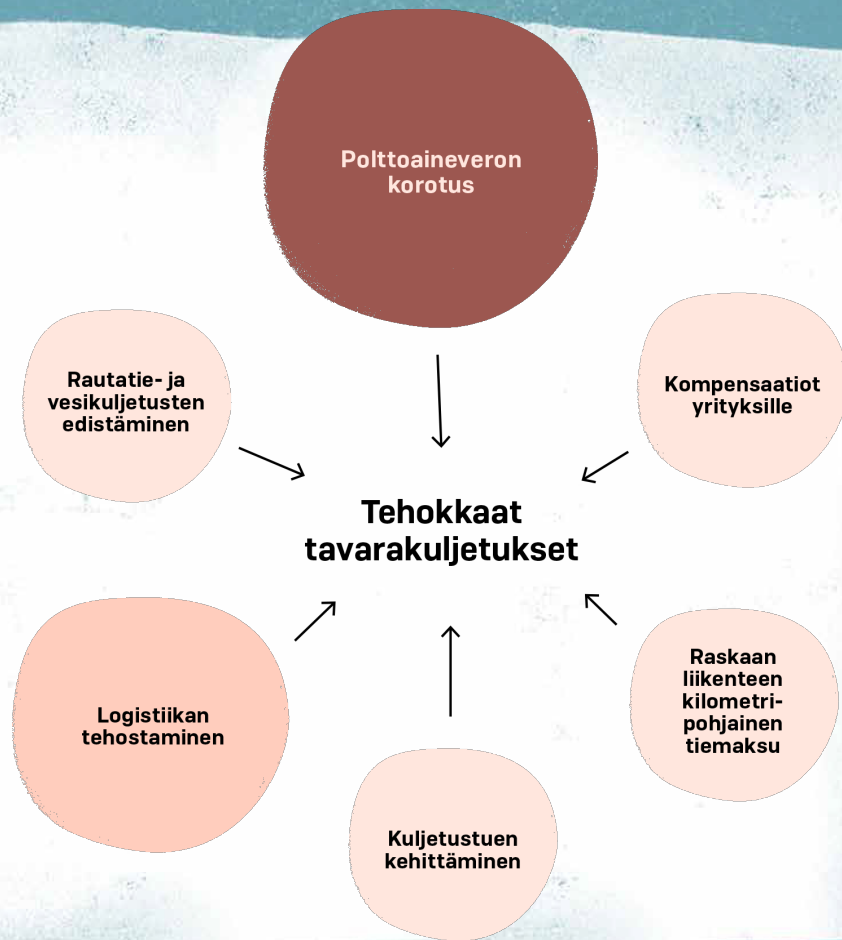 Polttoaineveron
korotus
Rautatie- ja
vesikuljetusten
edistäminen
Kompensaatiot
yrityksille
Tehokkaat
tavarakuljetukset
Logistiikan
tehostaminen
Raskaan
liikenteen
kilometri-
pohjainen
tiemaksu
Kuljetustuen
kehittäminen